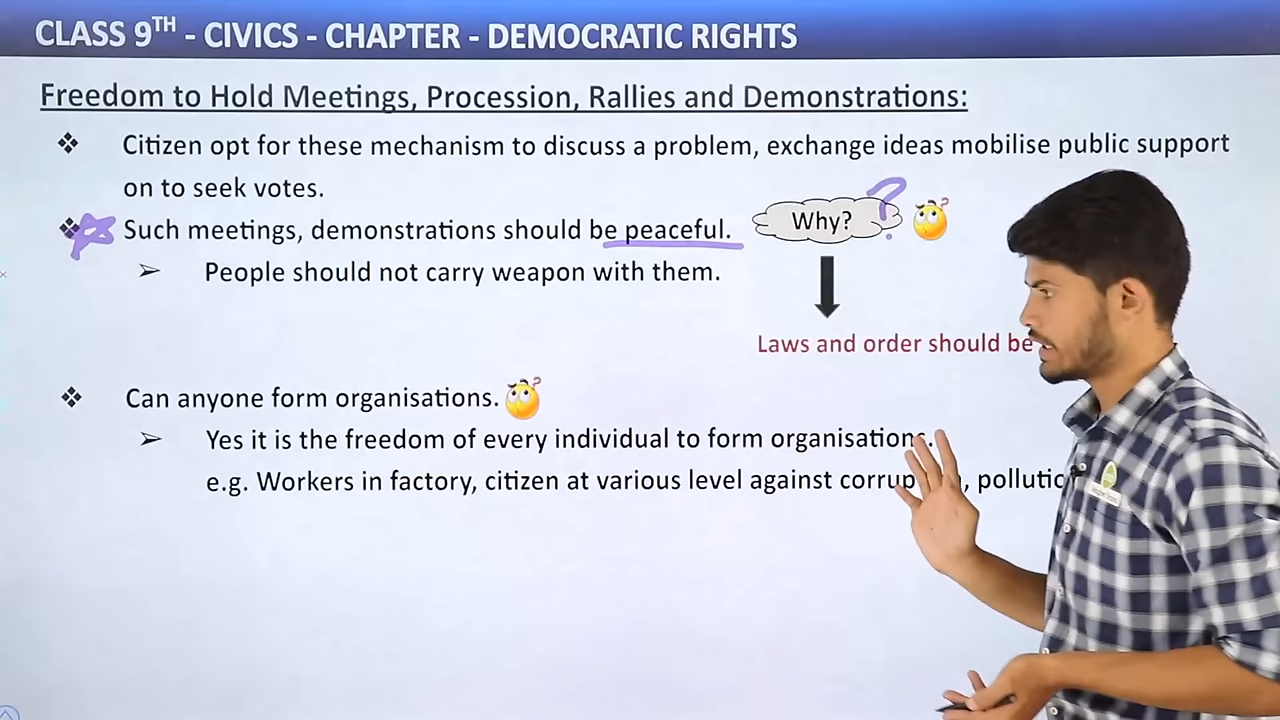 CLASS 9TH - CIVICS - CHAPTER - DEMOCRATIC RIGHTS
Freedom to Hold Meetings, Procession, Rallies and Demonstrations:
❖ Citizen opt for these mechanism to discuss a problem, exchange ideas mobilise public support
on to seek votes.
❖ Such meetings, demonstrations should be peaceful. Why? ?
➢ People should not carry weapon with them.
Laws and order should be
❖ Can anyone form organisations.
➢ Yes it is the freedom of every individual to form organisations.
e.g. Workers in factory, citizen at various level against